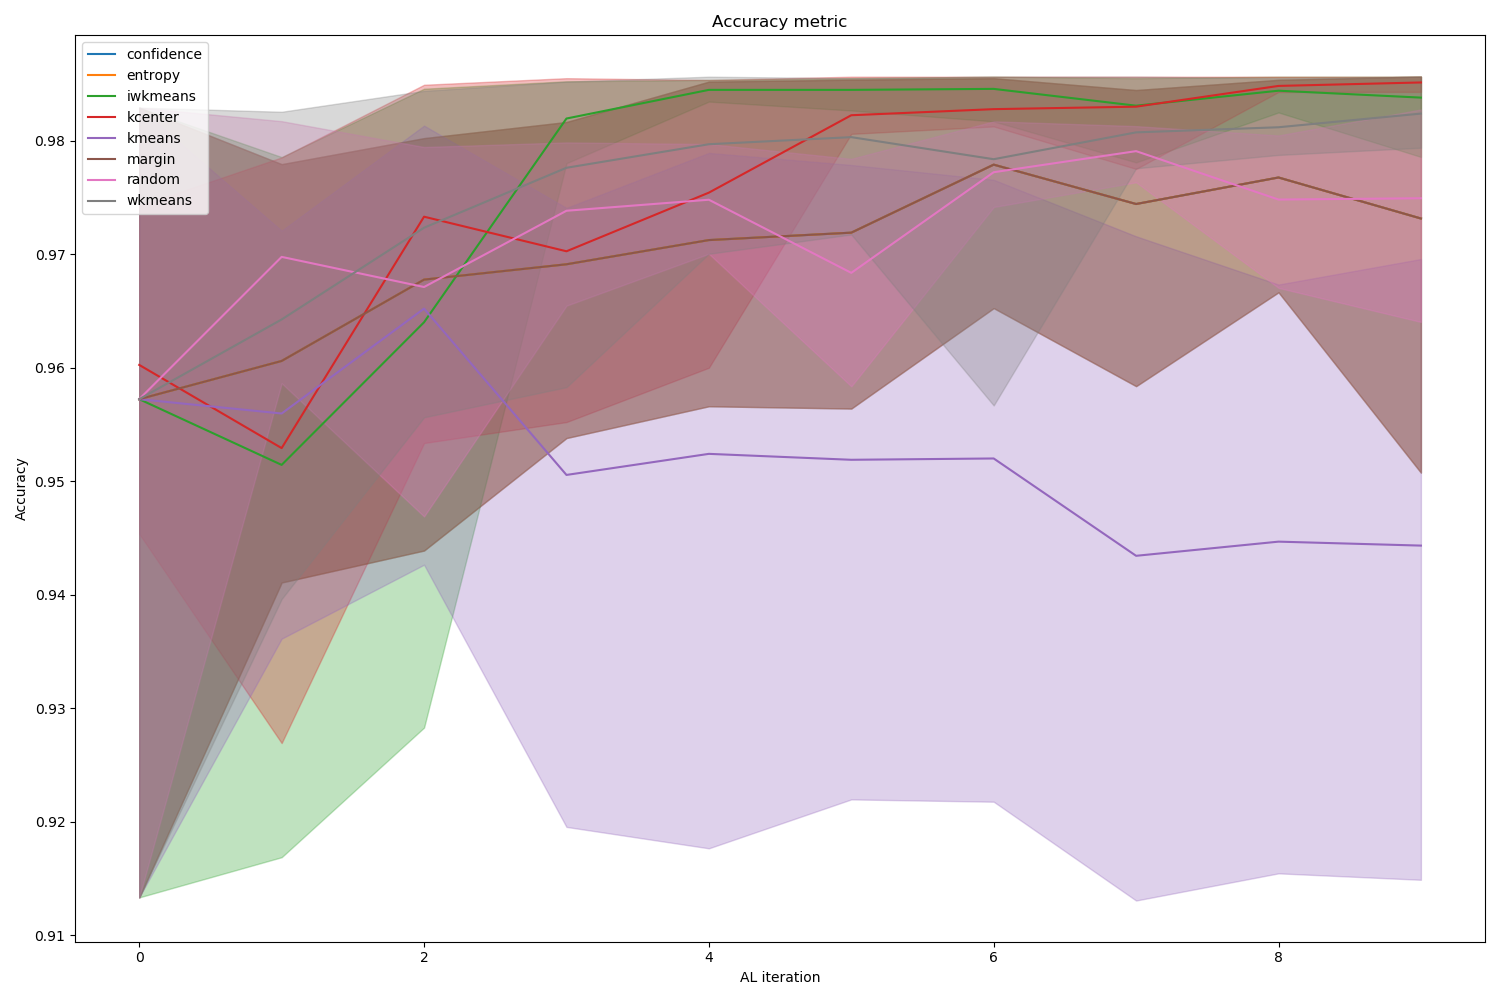 Accuracy metric
confidence
entropy
iwkmeans
kcenter
kmeans
margin
random
wkmeans
Accuracy
0.98
0.97
0.96
0.95
0.94
0.93
0.92
0.91
0 2 4 6 8
AL iteration